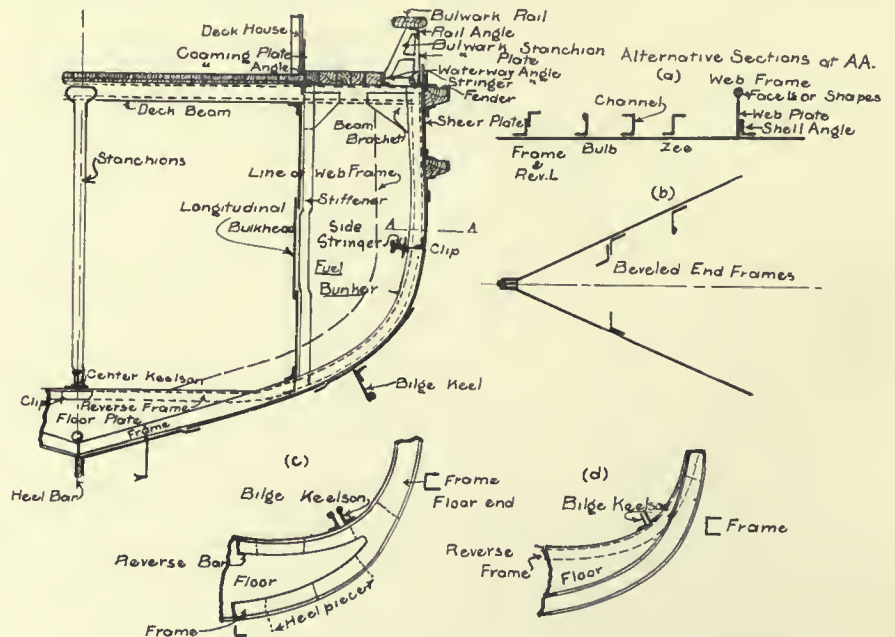 Bulwark Rail
Deck House
Rail Angle
Bulwark Stanchion
Coaming Plate
" Plate
" Angle
Waterway Angle
Stringer "
Fender
Deck Beam
Beam
Bracket
Sheer Plate
Stanchions
Line of Web Frame
Stiffener
Longitudinal
Bulkhead
Side
Stringer
A A
Clip
Fuel
Bunker
Center Keelson
Clip
Reverse Frame
Floor Plate
Frame
Bilge Keel
Heel Bar
Alternative Sections at AA.
(a)
Web Frame
Face Ls or Shapes
Channel
Web Plate
Shell Angle
Frame
&
Rev. L
Bulb
Zee
(b)
Beveled End Frames
(c)
Bilge Keelson
Frame
Floor end
Reverse Bar
Floor
Heel piece
Frame
(d)
Bilge Keelson
Frame
Reverse
Frame
Floor